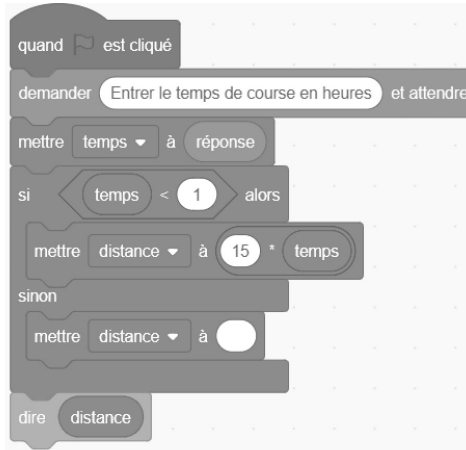 quand est cliqué
demander Entrer le temps de course en heures et attendre
mettre temps à réponse
si temps < 1 alors
mettre distance à 15 * temps
sinon
mettre distance à
dire distance